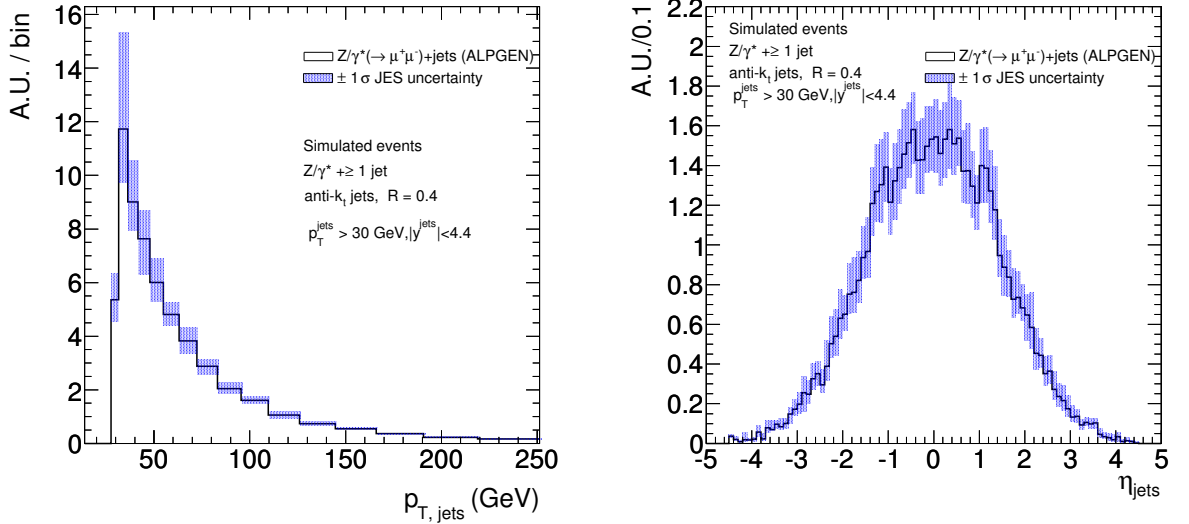 A.U. / bin
16
14
12
10
8
6
4
2
0
Z/γ*(→ μ⁺μ⁻)+jets (ALPGEN)
± 1 σ JES uncertainty
Simulated events
Z/γ* +≥ 1 jet
anti-kₜ jets, R = 0.4
p_T^jets > 30 GeV,|y^jets|<4.4
50 100 150 200 250
p_T, jets (GeV)
A.U./0.1
2.2
2
1.8
1.6
1.4
1.2
1
0.8
0.6
0.4
0.2
0
Simulated events
Z/γ* +≥ 1 jet
anti-kₜ jets, R = 0.4
p_T^jets > 30 GeV,|y^jets|<4.4
Z/γ*(→ μ⁺μ⁻)+jets (ALPGEN)
± 1 σ JES uncertainty
-5 -4 -3 -2 -1 0 1 2 3 4 5
η_jets